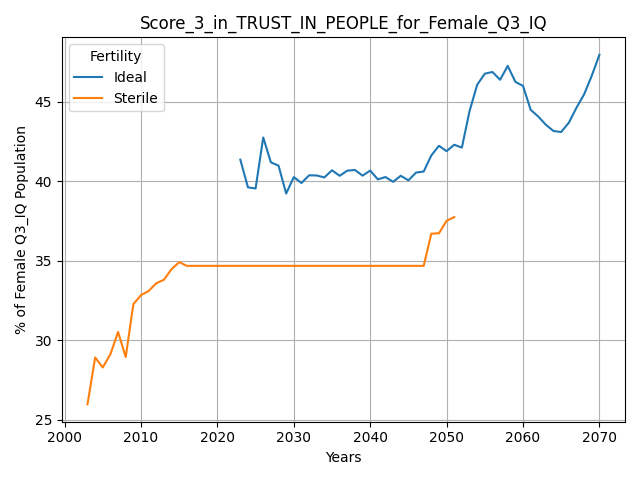 Score_3_in_TRUST_IN_PEOPLE_for_Female_Q3_IQ
Fertility
Ideal
Sterile
% of Female Q3_IQ Population
45
40
35
30
25
2000 2010 2020 2030 2040 2050 2060 2070
Years